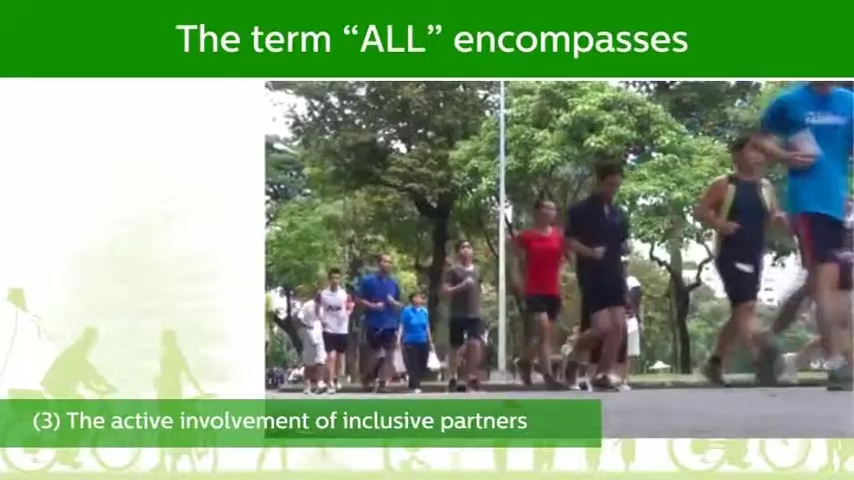 The term “ALL” encompasses
(3) The active involvement of inclusive partners